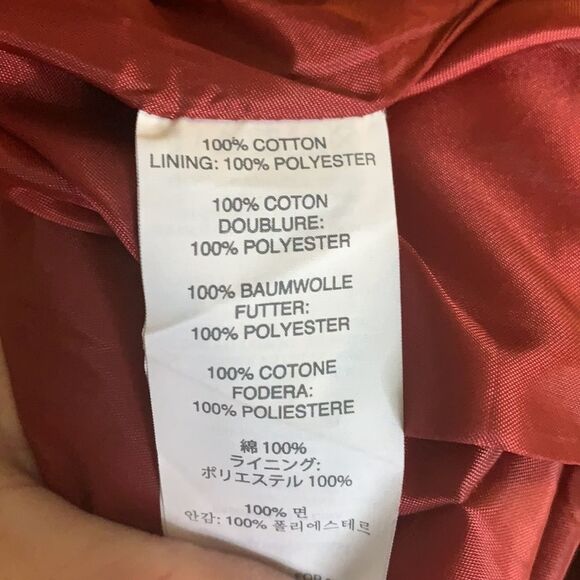 100% COTTON
LINING: 100% POLYESTER
100% COTON
DOUBLURE:
100% POLYESTER
100% BAUMWOLLE
FUTTER:
100% POLYESTER
100% COTONE
FODERA:
100% POLIESTERE
綿 100%
ライニング:
ポリエステル 100%
100% 면
안감: 100% 폴리에스테르